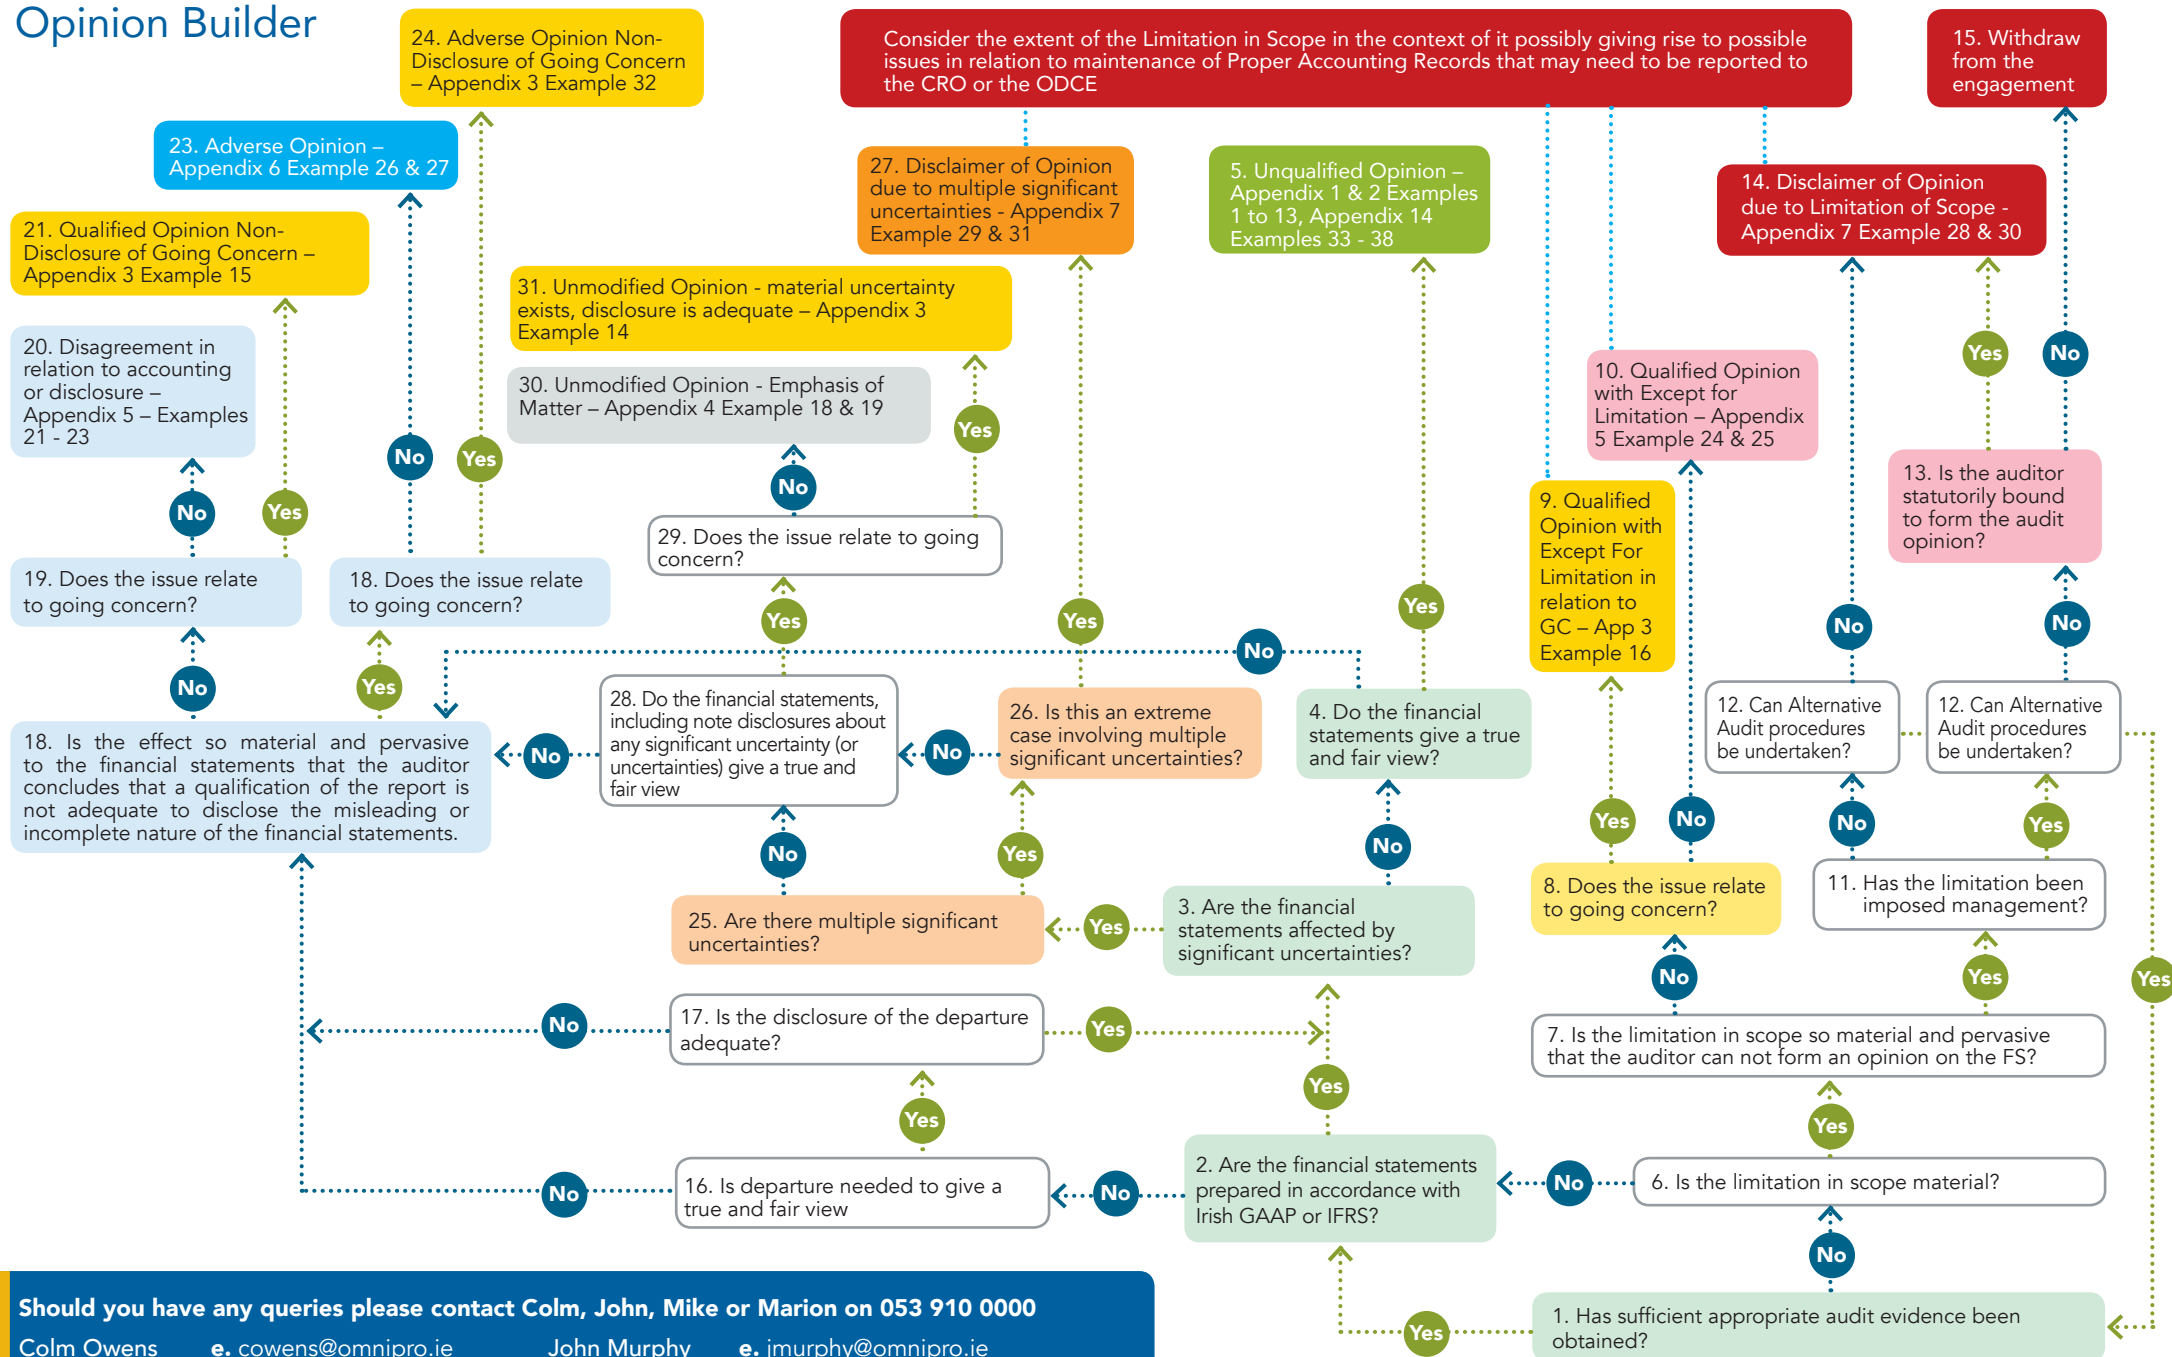 Opinion Builder
24. Adverse Opinion Non-
Disclosure of Going Concern
– Appendix 3 Example 32
Consider the extent of the Limitation in Scope in the context of it possibly giving rise to possible
issues in relation to maintenance of Proper Accounting Records that may need to be reported to
the CRO or the ODCE
15. Withdraw
from the
engagement
23. Adverse Opinion –
Appendix 6 Example 26 & 27
27. Disclaimer of Opinion
due to multiple significant
uncertainties - Appendix 7
Example 29 & 31
5. Unqualified Opinion –
Appendix 1 & 2 Examples
1 to 13, Appendix 14
Examples 33 - 38
14. Disclaimer of Opinion
due to Limitation of Scope -
Appendix 7 Example 28 & 30
21. Qualified Opinion Non-
Disclosure of Going Concern –
Appendix 3 Example 15
31. Unmodified Opinion - material uncertainty
exists, disclosure is adequate – Appendix 3
Example 14
20. Disagreement in
relation to accounting
or disclosure –
Appendix 5 – Examples
21 - 23
30. Unmodified Opinion - Emphasis of
Matter – Appendix 4 Example 18 & 19
10. Qualified Opinion
with Except for
Limitation – Appendix
5 Example 24 & 25
Yes
No
Yes
No
Yes
No
No
Yes
13. Is the auditor
statutorily bound
to form the audit
opinion?
9. Qualified
Opinion with
Except For
Limitation in
relation to
GC – App 3
Example 16
29. Does the issue relate to going
concern?
19. Does the issue relate
to going concern?
18. Does the issue relate
to going concern?
Yes
Yes
Yes
No
No
No
No
Yes
28. Do the financial statements,
including note disclosures about
any significant uncertainty (or
uncertainties) give a true and
fair view
26. Is this an extreme
case involving multiple
significant uncertainties?
4. Do the financial
statements give a true
and fair view?
12. Can Alternative
Audit procedures
be undertaken?
12. Can Alternative
Audit procedures
be undertaken?
18. Is the effect so material and pervasive
to the financial statements that the auditor
concludes that a qualification of the report is
not adequate to disclose the misleading or
incomplete nature of the financial statements.
No
No
No
Yes
No
Yes
No
No
Yes
8. Does the issue relate
to going concern?
11. Has the limitation been
imposed management?
25. Are there multiple significant
uncertainties?
Yes
3. Are the financial
statements affected by
significant uncertainties?
No
Yes
Yes
17. Is the disclosure of the departure
adequate?
No
Yes
7. Is the limitation in scope so material and pervasive
that the auditor can not form an opinion on the FS?
Yes
Yes
Yes
16. Is departure needed to give a
true and fair view
No
No
2. Are the financial statements
prepared in accordance with
Irish GAAP or IFRS?
No
6. Is the limitation in scope material?
No
1. Has sufficient appropriate audit evidence been
obtained?
Yes
Should you have any queries please contact Colm, John, Mike or Marion on 053 910 0000
Colm Owens e. cowens@omnipro.ie John Murphy e. jmurphy@omnipro.ie